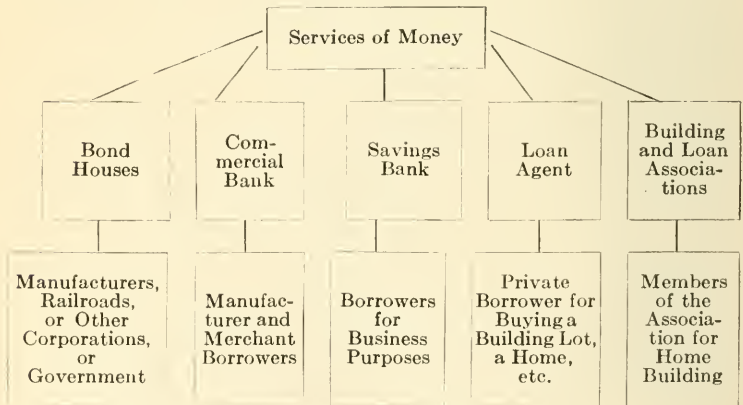 Services of Money
Bond
Houses
Com-
mercial
Bank
Savings
Bank
Loan
Agent
Building
and Loan
Associa-
tions
Manufacturers,
Railroads,
or Other
Corporations,
or
Government
Manufac-
turer and
Merchant
Borrowers
Borrowers
for
Business
Purposes
Private
Borrower for
Buying a
Building Lot,
a Home,
etc.
Members
of the
Associa-
tion for
Home
Building